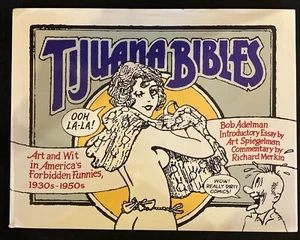 TIJUANA BIBLES
OOH
LA-LA!
Art and Wit
in America's
Forbidden Funnies,
1930s-1950s
Bob Adelman
Introductory Essay by
Art Spiegelman
Commentary by
Richard Merkin
WOW!
REALLY DIRTY
COMICS!